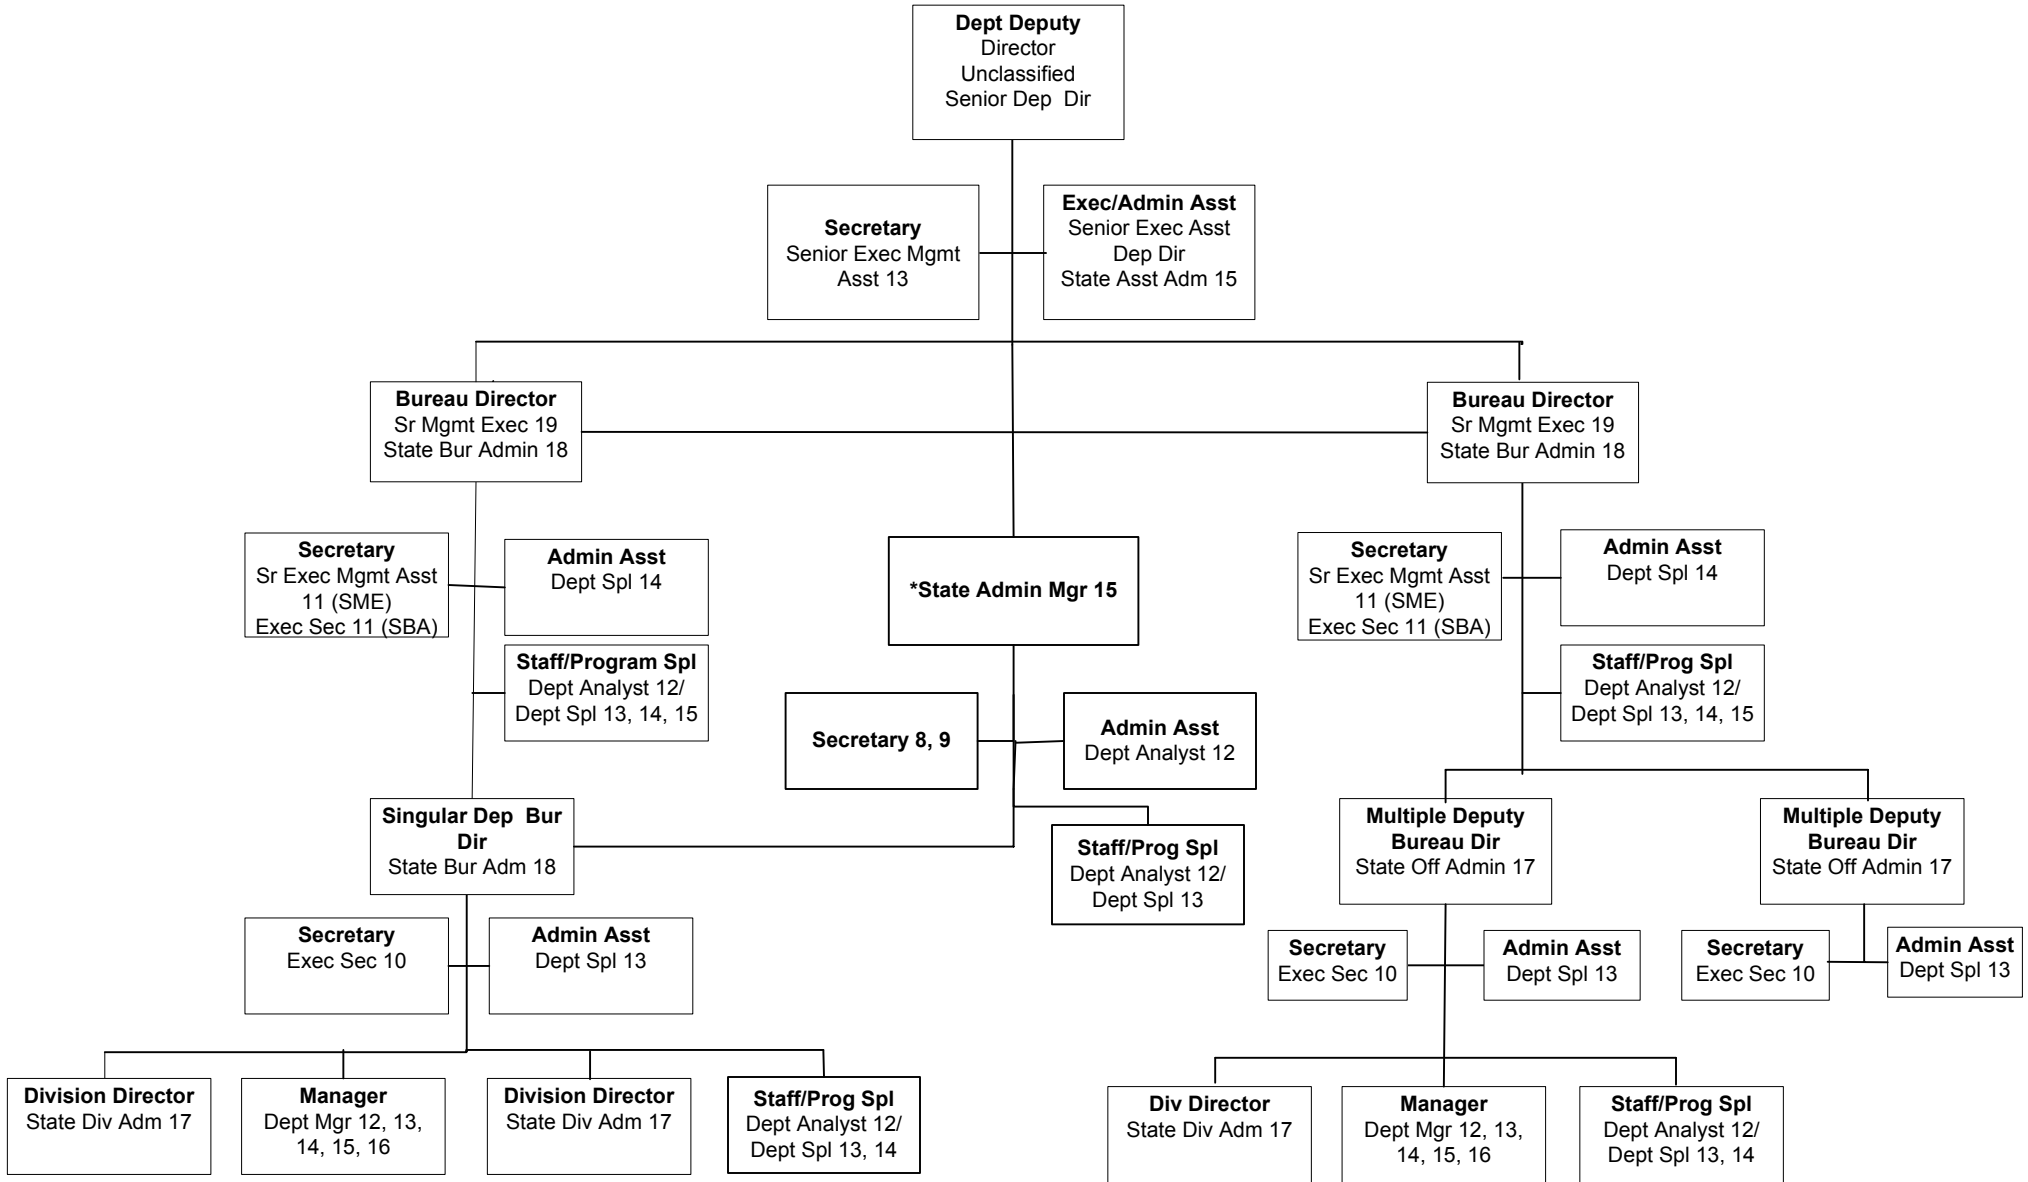 Dept Deputy
Director
Unclassified
Senior Dep Dir
Secretary
Senior Exec Mgmt
Asst 13
Exec/Admin Asst
Senior Exec Asst
Dep Dir
State Asst Adm 15
Bureau Director
Sr Mgmt Exec 19
State Bur Admin 18
Bureau Director
Sr Mgmt Exec 19
State Bur Admin 18
Secretary
Sr Exec Mgmt Asst
11 (SME)
Exec Sec 11 (SBA)
Admin Asst
Dept Spl 14
*State Admin Mgr 15
Secretary
Sr Exec Mgmt Asst
11 (SME)
Exec Sec 11 (SBA)
Admin Asst
Dept Spl 14
Staff/Program Spl
Dept Analyst 12/
Dept Spl 13, 14, 15
Secretary 8, 9
Admin Asst
Dept Analyst 12
Staff/Prog Spl
Dept Analyst 12/
Dept Spl 13, 14, 15
Singular Dep Bur
Dir
State Bur Adm 18
Staff/Prog Spl
Dept Analyst 12/
Dept Spl 13
Multiple Deputy
Bureau Dir
State Off Admin 17
Multiple Deputy
Bureau Dir
State Off Admin 17
Secretary
Exec Sec 10
Admin Asst
Dept Spl 13
Secretary
Exec Sec 10
Admin Asst
Dept Spl 13
Secretary
Exec Sec 10
Admin Asst
Dept Spl 13
Division Director
State Div Adm 17
Manager
Dept Mgr 12, 13,
14, 15, 16
Division Director
State Div Adm 17
Staff/Prog Spl
Dept Analyst 12/
Dept Spl 13, 14
Div Director
State Div Adm 17
Manager
Dept Mgr 12, 13,
14, 15, 16
Staff/Prog Spl
Dept Analyst 12/
Dept Spl 13, 14